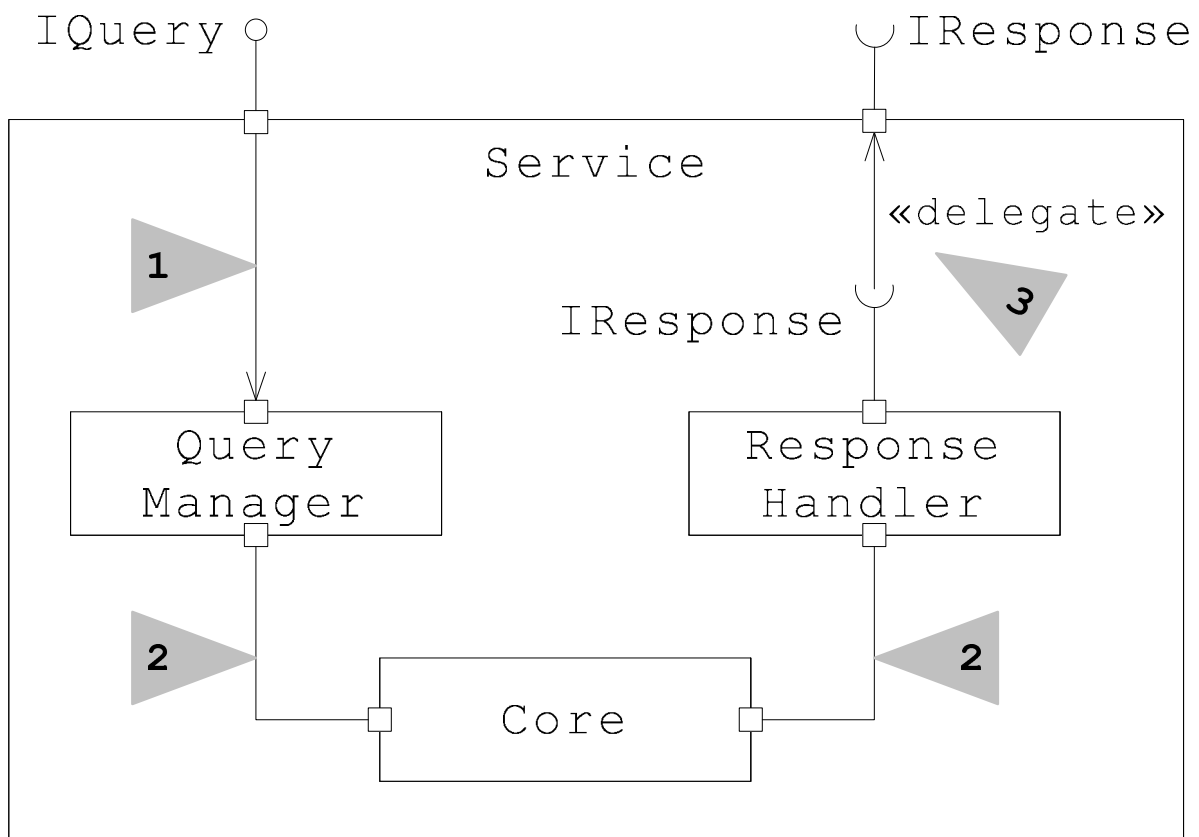 IQuery
IResponse
Service
«delegate»
1
3
IResponse
Query
Manager
Response
Handler
2
2
Core